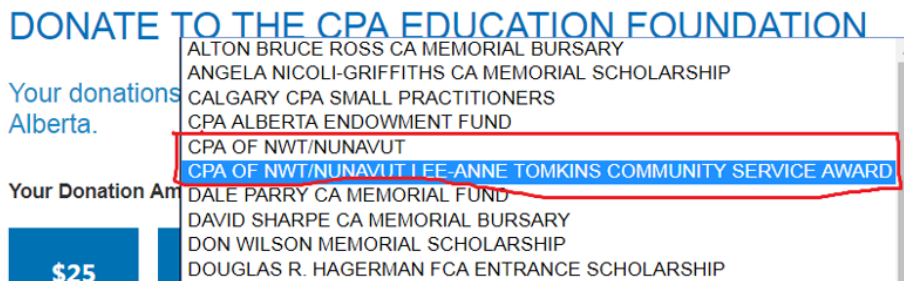 DONATE TO THE CPA EDUCATION FOUNDATION
ALTON BRUCE ROSS CA MEMORIAL BURSARY
ANGELA NICOLI-GRIFFITHS CA MEMORIAL SCHOLARSHIP
Your donations
CALGARY CPA SMALL PRACTITIONERS
Alberta.
CPA ALBERTA ENDOWMENT FUND
CPA OF NWT/NUNAVUT
CPA OF NWT/NUNAVUT LEE-ANNE TOMKINS COMMUNITY SERVICE AWARD
Your Donation Am
DALE PARRY CA MEMORIAL FUND
DAVID SHARPE CA MEMORIAL BURSARY
DON WILSON MEMORIAL SCHOLARSHIP
$25
DOUGLAS R. HAGERMAN FCA ENTRANCE SCHOLARSHIP